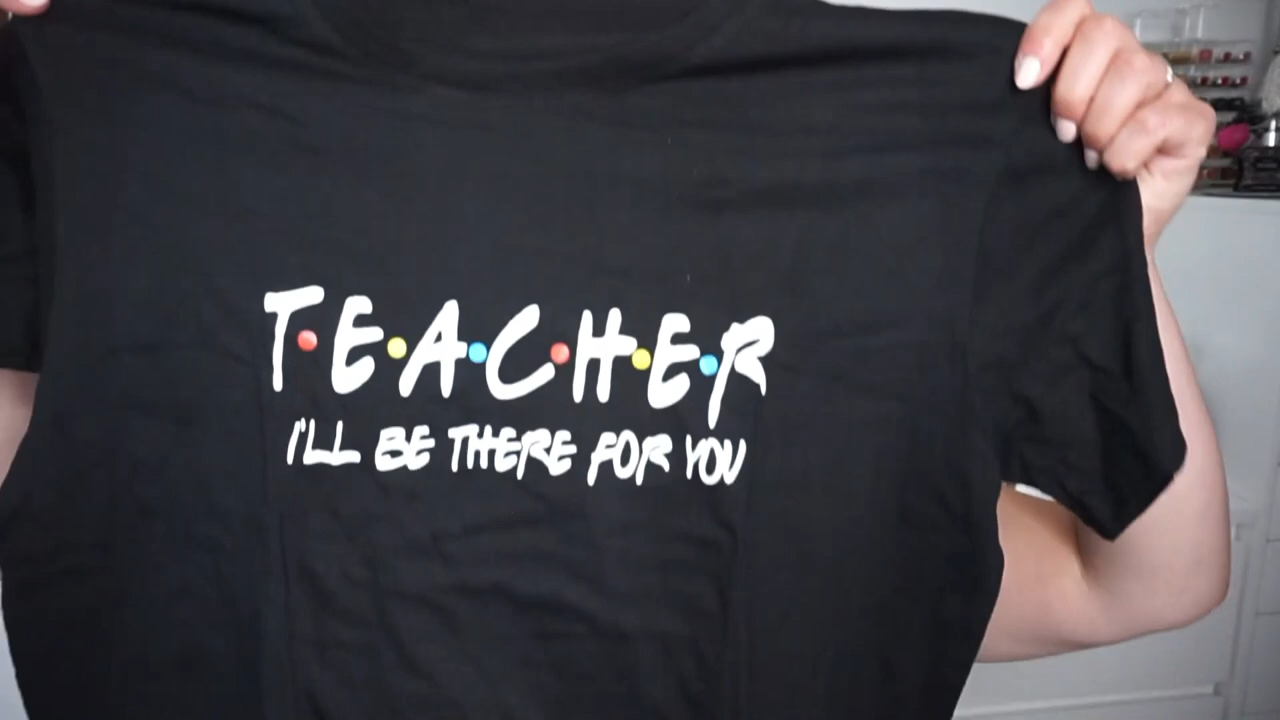 T•E•A•C•H•E•R
I'LL BE THERE FOR YOU